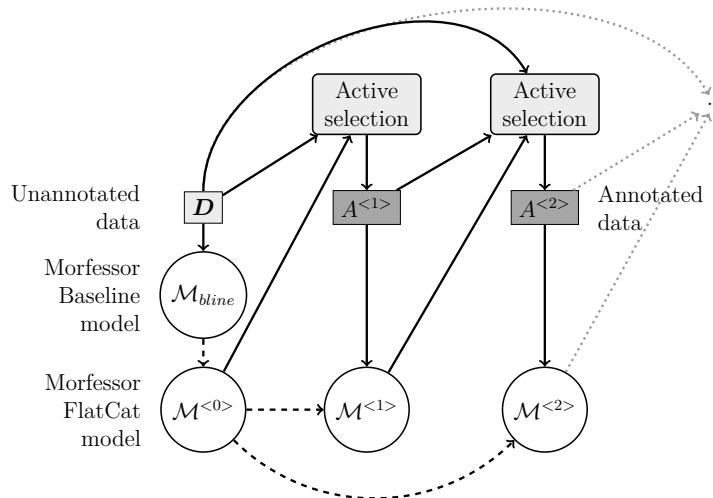 Active
selection
Active
selection
Unannotated
data
D
A<1>
A<2>
Annotated
data
Morfessor
Baseline
model
M_bline
Morfessor
FlatCat
model
M<0>
M<1>
M<2>